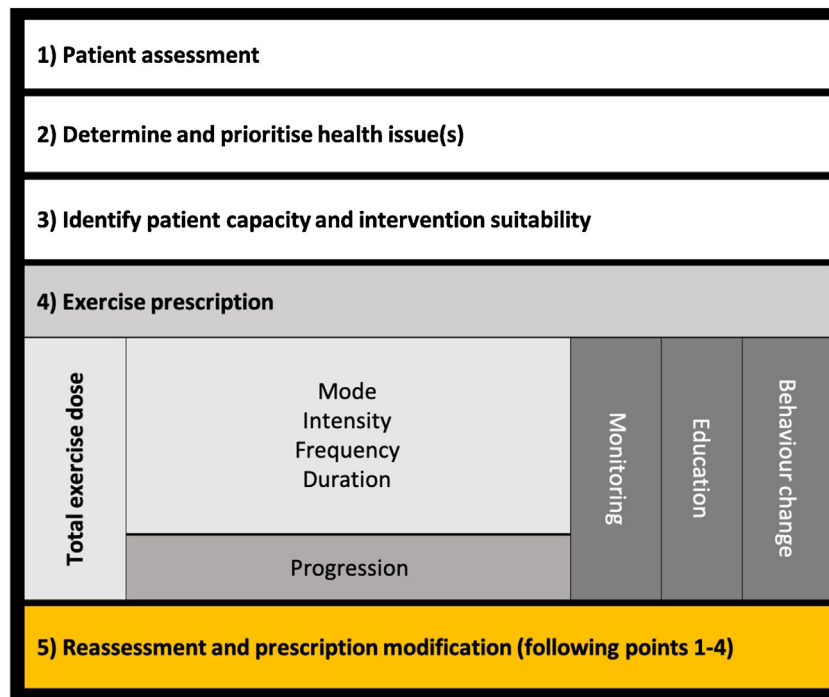 1) Patient assessment
2) Determine and prioritise health issue(s)
3) Identify patient capacity and intervention suitability
4) Exercise prescription
Total exercise dose
Mode
Intensity
Frequency
Duration
Progression
Monitoring
Education
Behaviour change
5) Reassessment and prescription modification (following points 1-4)